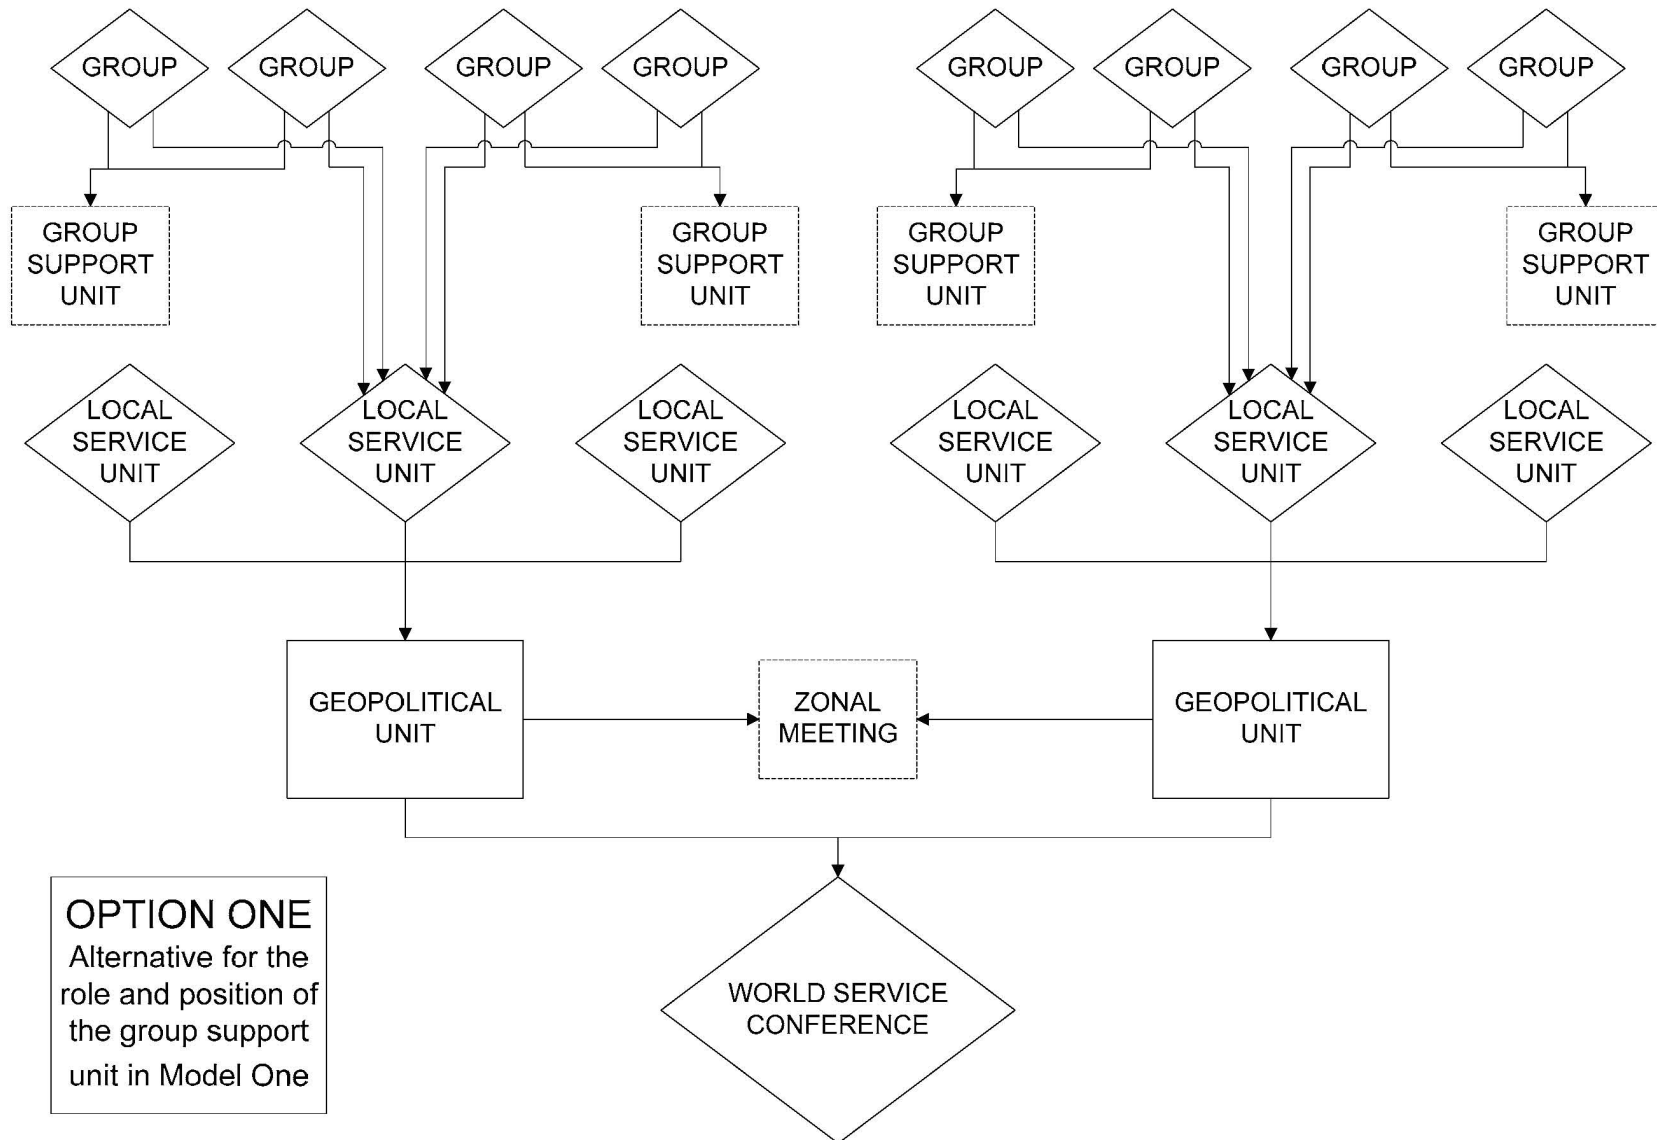 GROUP
GROUP
GROUP
GROUP
GROUP
GROUP
GROUP
GROUP
GROUP
SUPPORT
UNIT
GROUP
SUPPORT
UNIT
GROUP
SUPPORT
UNIT
GROUP
SUPPORT
UNIT
LOCAL
SERVICE
UNIT
LOCAL
SERVICE
UNIT
LOCAL
SERVICE
UNIT
LOCAL
SERVICE
UNIT
LOCAL
SERVICE
UNIT
LOCAL
SERVICE
UNIT
GEOPOLITICAL
UNIT
ZONAL
MEETING
GEOPOLITICAL
UNIT
OPTION ONE
Alternative for the
role and position of
the group support
unit in Model One
WORLD SERVICE
CONFERENCE